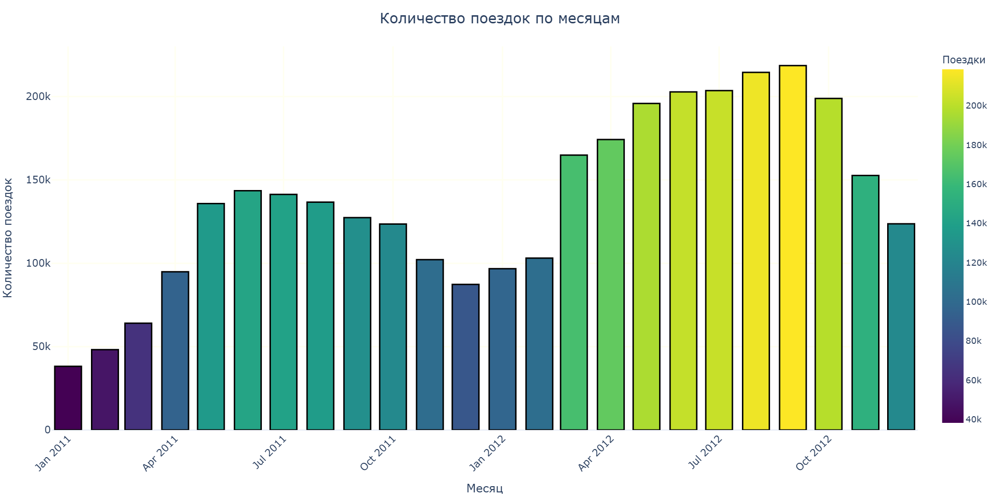 Количество поездок по месяцам
Количество поездок
200k
150k
100k
50k
0
Jan 2011
Apr 2011
Jul 2011
Oct 2011
Jan 2012
Apr 2012
Jul 2012
Oct 2012
Месяц
Поездки
200k
180k
160k
140k
120k
100k
80k
60k
40k